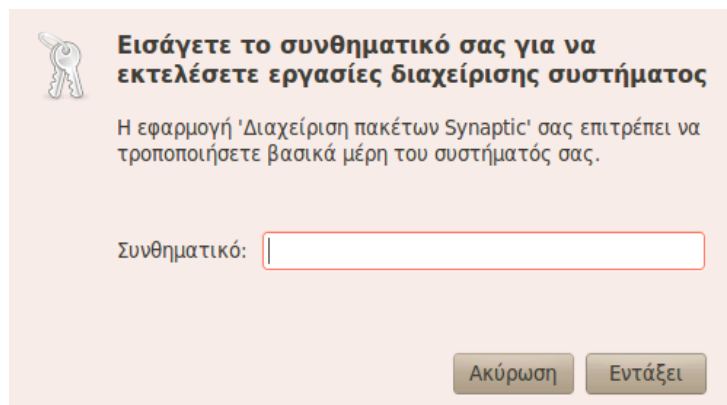 Εισάγετε το συνθηματικό σας για να
εκτελέσετε εργασίες διαχείρισης συστήματος
Η εφαρμογή 'Διαχείριση πακέτων Synaptic' σας επιτρέπει να
τροποποιήσετε βασικά μέρη του συστήματός σας.
Συνθηματικό:
Ακύρωση Εντάξει